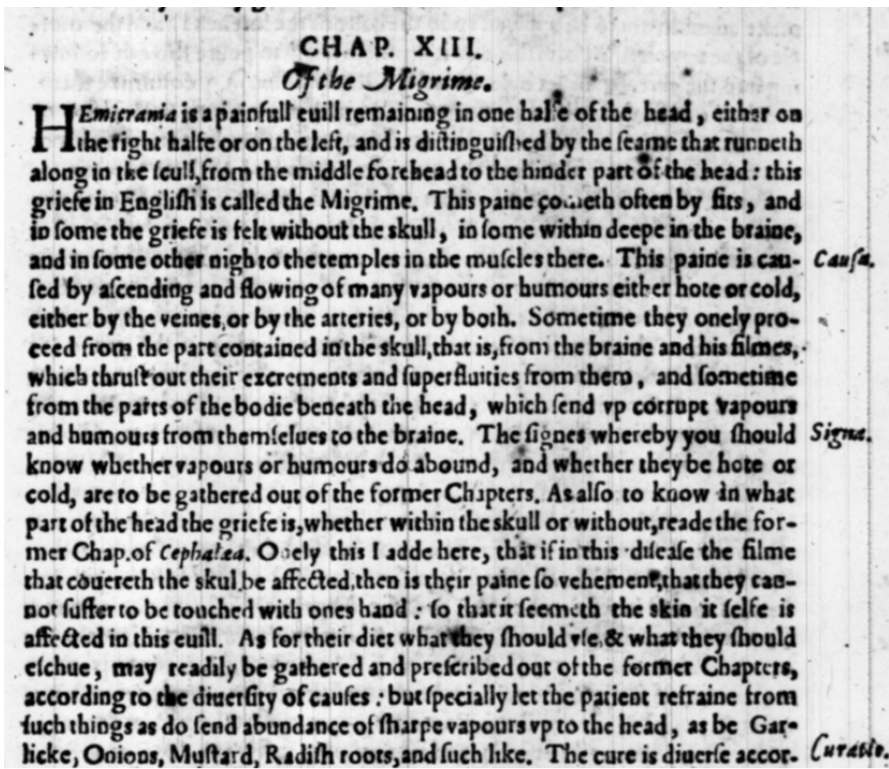 CHAP. XIII.
Of the Migrime.
HEmicrania is a painfull euill remaining in one halfe of the head, either on
the right halfe or on the left, and is distinguished by the seame that runneth
along in the scull, from the middle forehead to the hinder part of the head: this
griefe in English is called the Migrime. This paine cometh often by fits, and
in some the griefe is felt without the skull, in some within deepe in the braine,
and in some other nigh to the temples in the muscles there. This paine is cau- Causa.
sed by ascending and flowing of many vapours or humours either hote or cold,
either by the veines, or by the arteries, or by both. Sometime they onely pro-
ceed from the part contained in the skull, that is, from the braine and his filmes,
which thrust out their excrements and superfluities from them, and sometime
from the parts of the bodie beneath the head, which send vp corrupt vapours
and humours from themselues to the braine. The signes whereby you should Signa.
know whether vapours or humours do abound, and whether they be hote or
cold, are to be gathered out of the former Chapters. As also to know in what
part of the head the griefe is, whether within the skull or without, reade the for-
mer Chap. of Cephalæa. Onely this I adde here, that if in this disease the filme
that couereth the skul be affected, then is their paine so vehement, that they can-
not suffer to be touched with ones hand: so that it seemeth the skin it selfe is
affected in this euill. As for their diet what they should vse, & what they should
eschue, may readily be gathered and prescribed out of the former Chapters,
according to the diuersity of causes: but specially let the patient refraine from
such things as do send abundance of sharpe vapours vp to the head, as be Gar-
licke, Onions, Mustard, Radish roots, and such like. The cure is diuerse accor- Curatio.